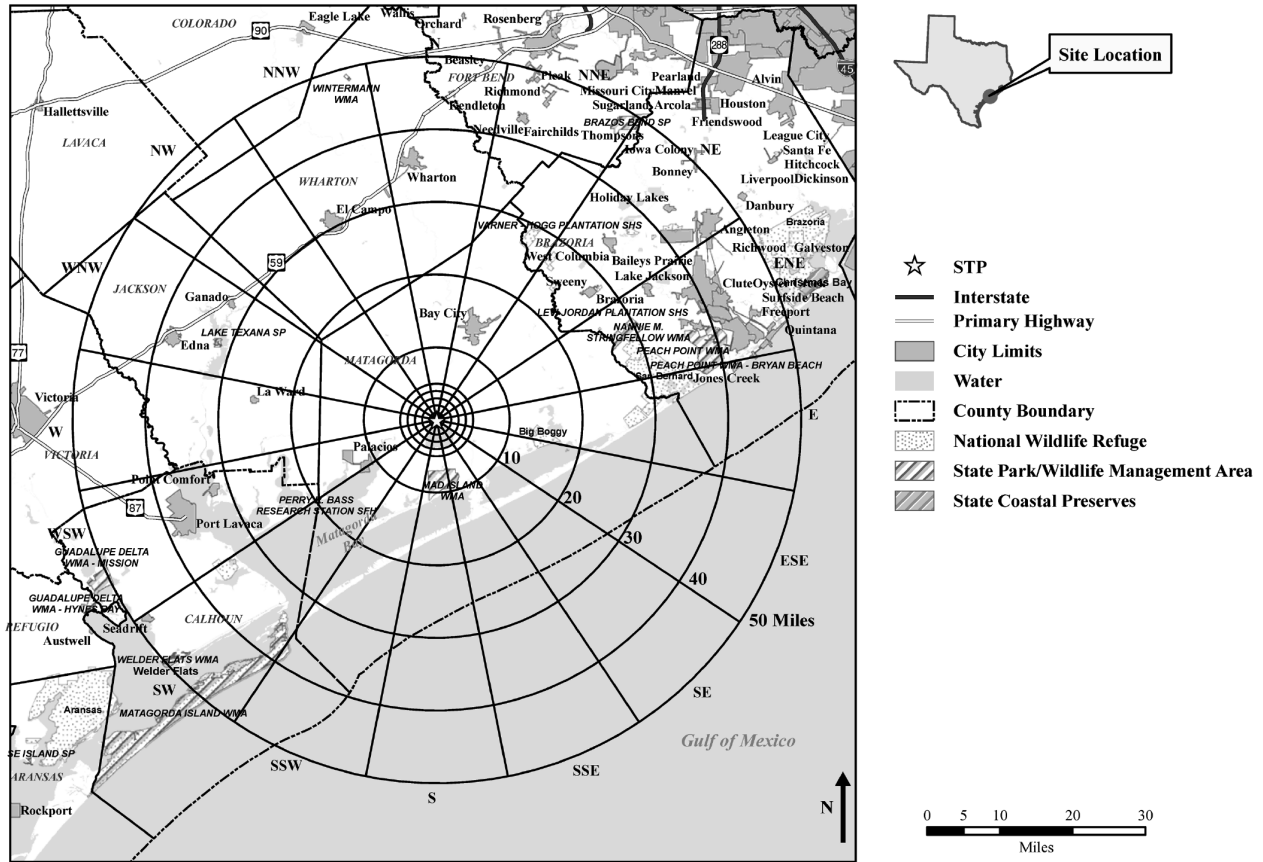 COLORADO
Eagle Lake
Wallis
Orchard
Rosenberg
90
288
45
Beasley
NNW
FORT BEND
Pleak
NNE
Pearland
Alvin
WINTERMANN
WMA
Richmond
Missouri City
Manvel
Kendleton
Sugarland
Arcola
Houston
Hallettsville
BRAZOS BEND SP
Friendswood
Needville
Fairchilds
Thompsons
League City
LAVACA
NW
Iowa Colony
NE
Santa Fe
Hitchcock
Bonney
Liverpool
Dickinson
Wharton
WHARTON
Holiday Lakes
Danbury
El Campo
VARNER - HOGG PLANTATION SHS
Brazoria
Angleton
BRAZORIA
Richwood
Galveston
West Columbia
Baileys Prairie
ENE
WNW
59
Lake Jackson
Clute
Christmas Bay
JACKSON
Sweeny
Surfside Beach
Ganado
Brazoria
Freeport
Bay City
LEVI JORDAN PLANTATION SHS
Quintana
LAKE TEXANA SP
NANNIE M.
STRINGFELLOW WMA
Edna
PEACH POINT WMA
77
MATAGORDA
PEACH POINT WMA - BRYAN BEACH
San Bernard
Jones Creek
La Ward
Victoria
E
W
Big Boggy
VICTORIA
Palacios
10
Point Comfort
MAD ISLAND
WMA
87
20
PERRY R. BASS
RESEARCH STATION SFH
Port Lavaca
Matagorda
Bay
WSW
30
GUADALUPE DELTA
WMA - MISSION
ESE
40
GUADALUPE DELTA
WMA - HYNES BAY
CALHOUN
50 Miles
REFUGIO
Seadrift
Austwell
WELDER FLATS WMA
Welder Flats
SW
SE
Aransas
MATAGORDA ISLAND WMA
Gulf of Mexico
7
SE ISLAND SP
SSW
SSE
ARANSAS
S
Rockport
N
Site Location
STP
Interstate
Primary Highway
City Limits
Water
County Boundary
National Wildlife Refuge
State Park/Wildlife Management Area
State Coastal Preserves
0 5 10 20 30
Miles